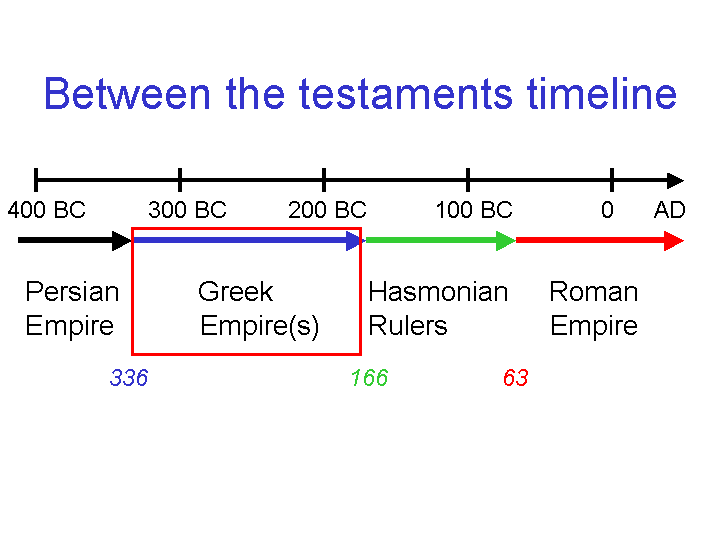 Between the testaments timeline
400 BC 300 BC 200 BC 100 BC 0 AD
Persian Empire
Greek Empire(s)
Hasmonian Rulers
Roman Empire
336 166 63